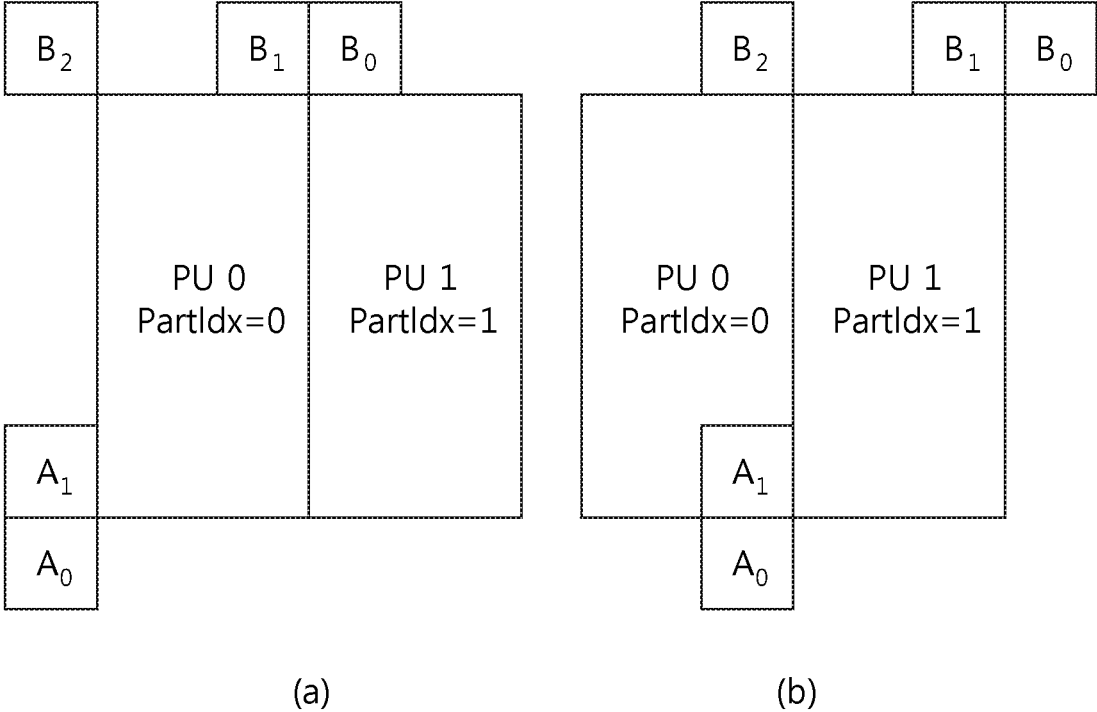 B₂ B₁ B₀ B₂ B₁ B₀
PU 0 PU 1 PU 0 PU 1
PartIdx=0 PartIdx=1 PartIdx=0 PartIdx=1
A₁ A₁
A₀ A₀
(a) (b)